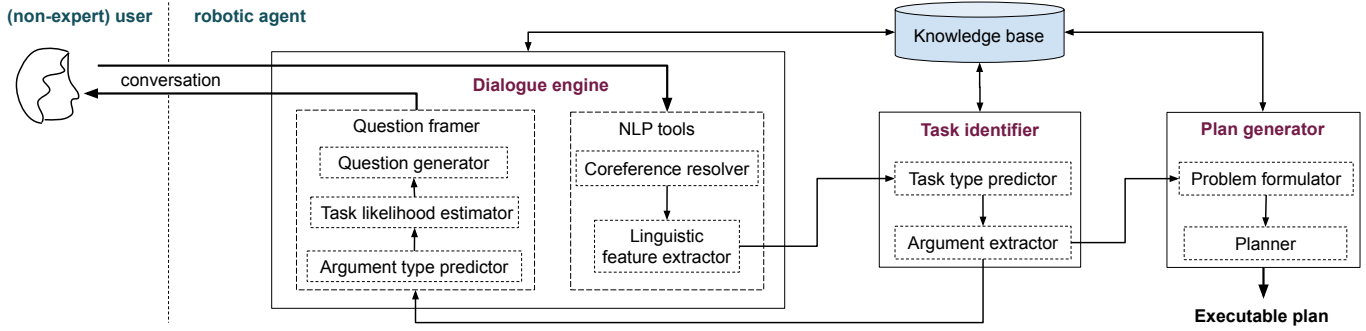 (non-expert) user
robotic agent
Knowledge base
conversation
Dialogue engine
Question framer
Question generator
Task likelihood estimator
Argument type predictor
NLP tools
Coreference resolver
Linguistic
feature extractor
Task identifier
Task type predictor
Argument extractor
Plan generator
Problem formulator
Planner
Executable plan